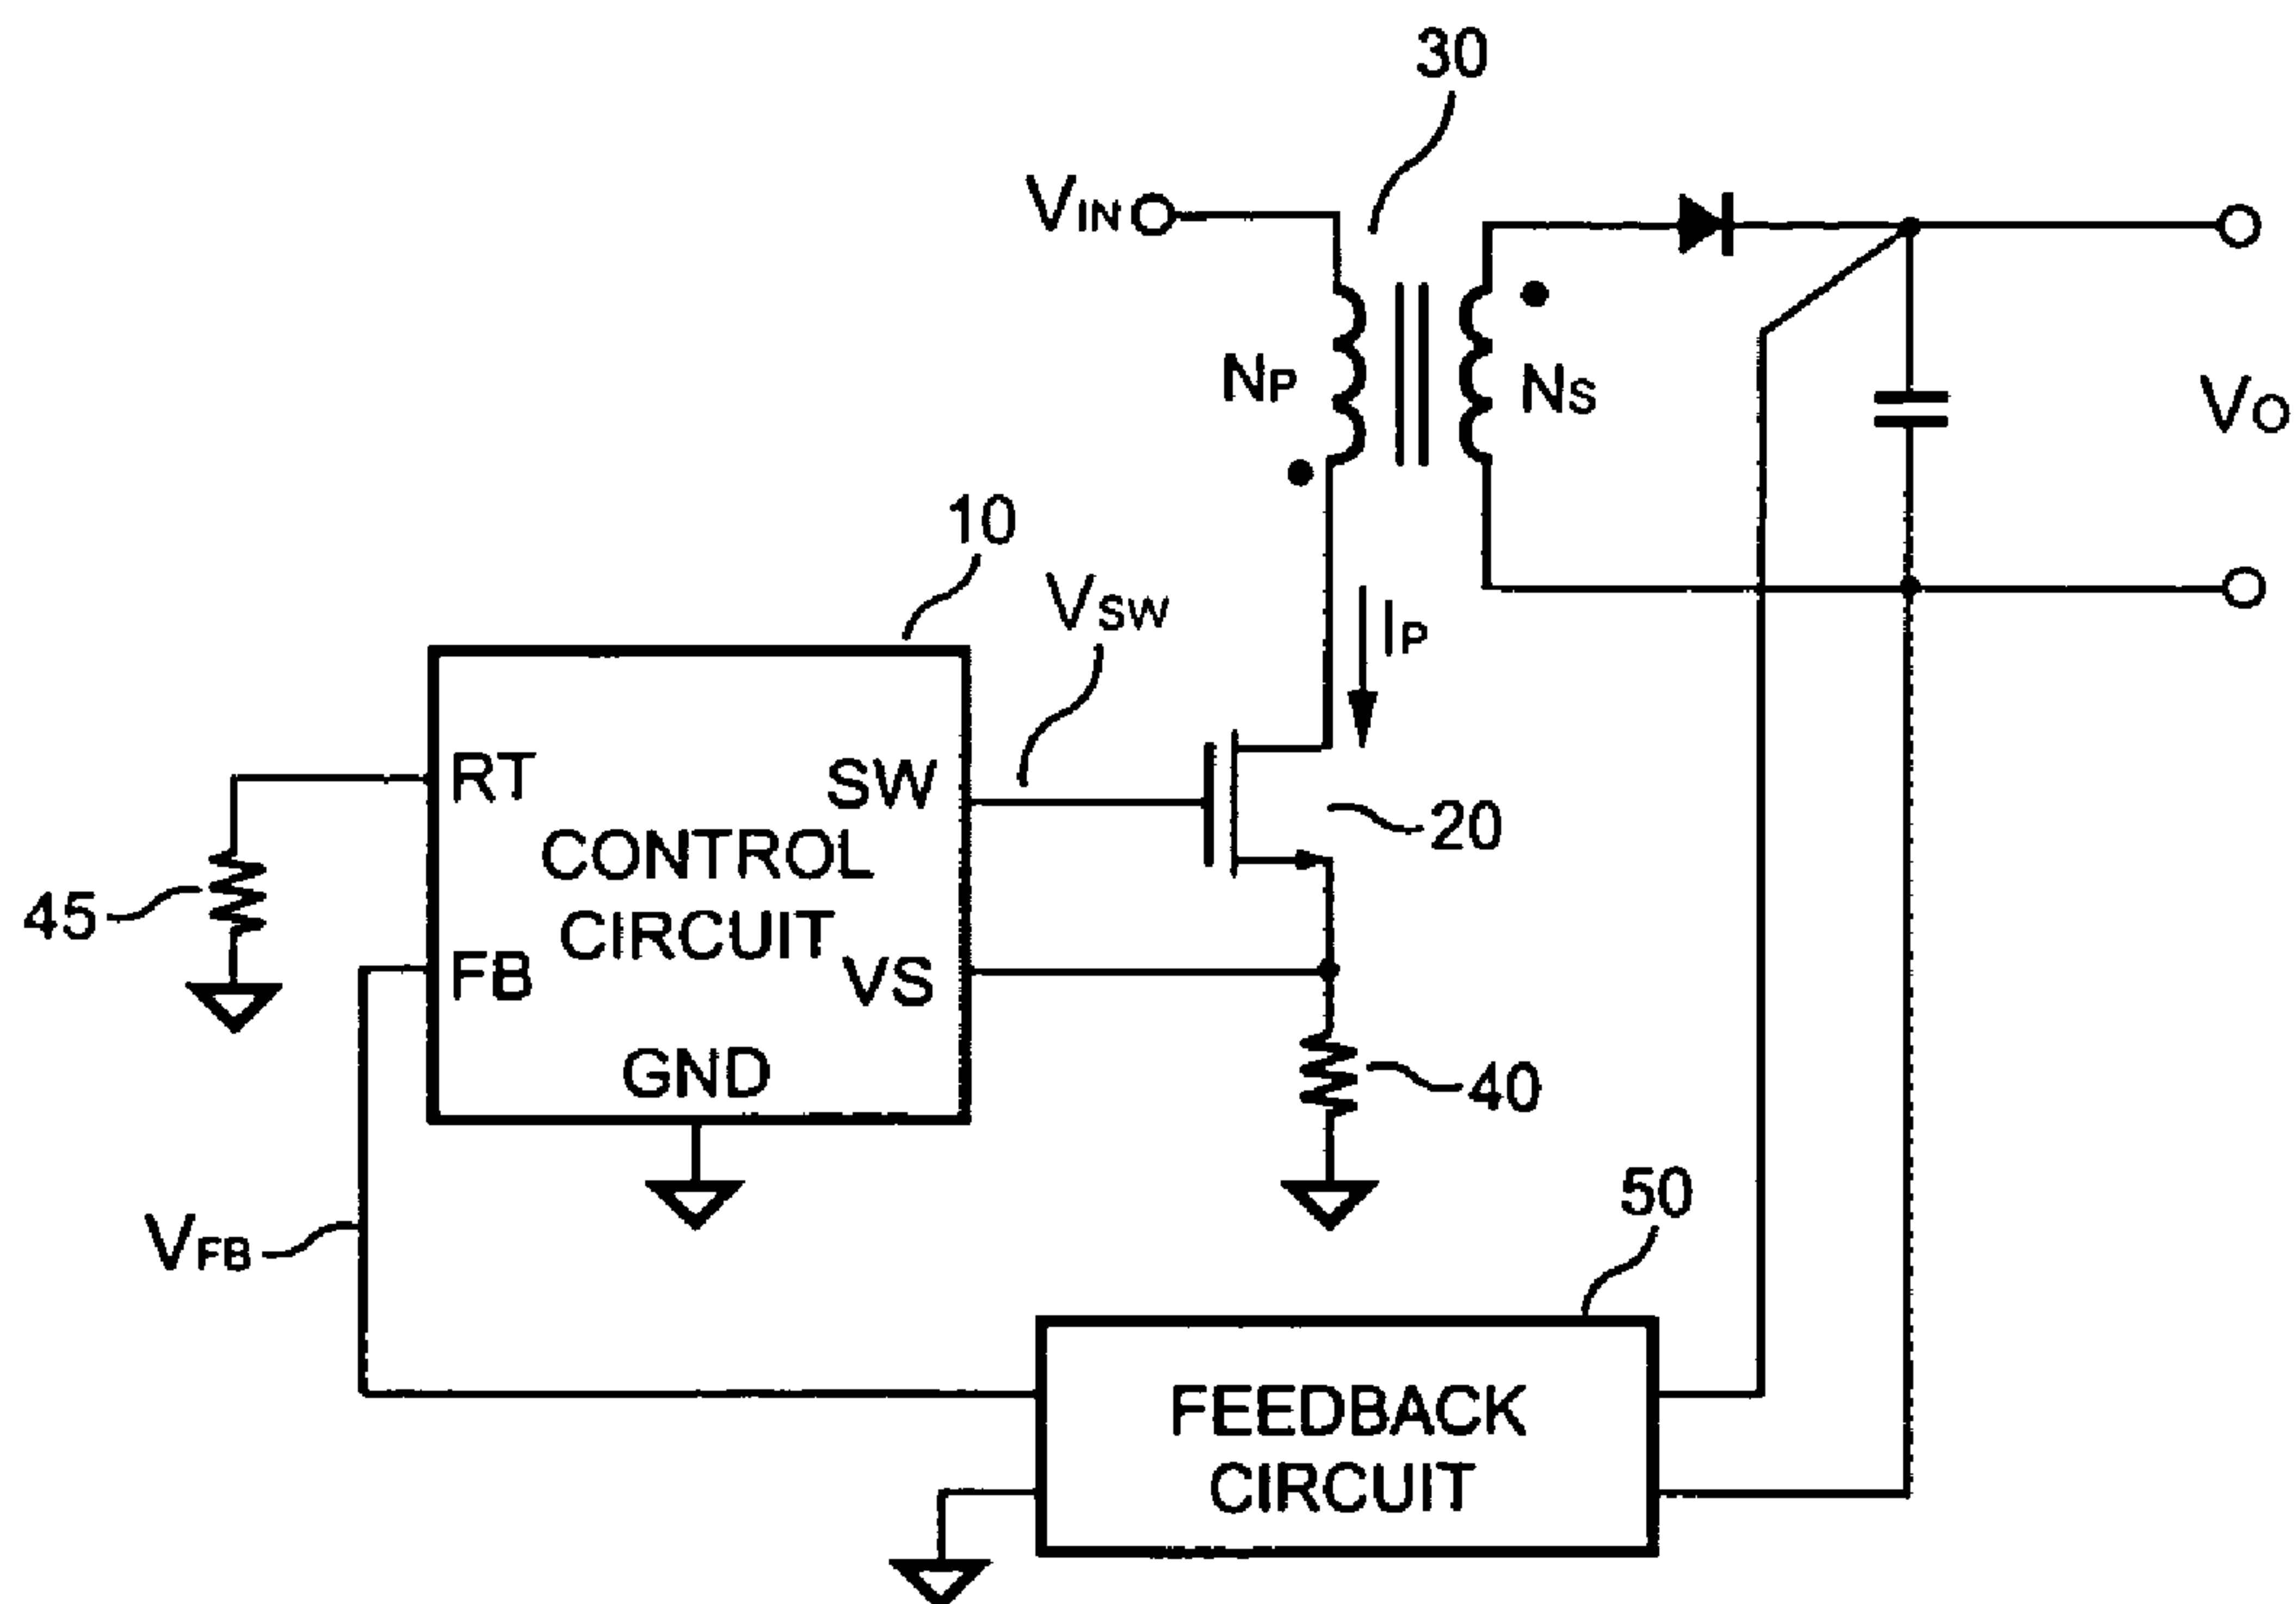 30
VIN
NP
NS
VO
10
VSW
IP
RT
SW
20
CONTROL
CIRCUIT
45
FB
VS
GND
40
50
VFB
FEEDBACK
CIRCUIT